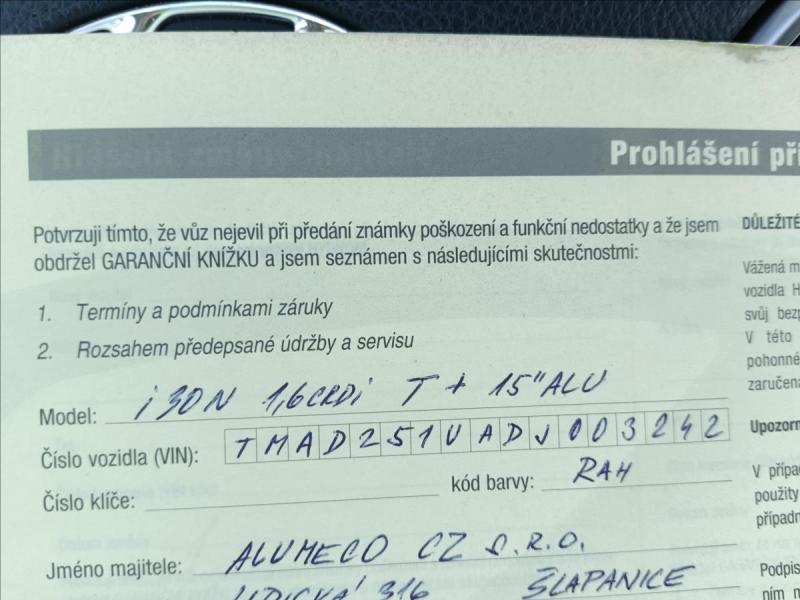 Prohlášení při
Potvrzuji tímto, že vůz nejevil při předání známky poškození a funkční nedostatky a že jsem
obdržel GARANČNÍ KNÍŽKU a jsem seznámen s následujícími skutečnostmi:
1. Termíny a podmínkami záruky
2. Rozsahem předepsané údržby a servisu
Model: i30N 1,6CRDi T + 15"ALU
Číslo vozidla (VIN): TMAD251UADJ003242
Číslo klíče: kód barvy: RAH
Jméno majitele: ALUMECO CZ S.R.O.
316 ŠLAPANICE
DŮLEŽITÉ
Vážená m
vozidla H
svůj bezp
V této
pohonné
zaručena
Upozorn
V případ
použity
případn
Podpis
ním m